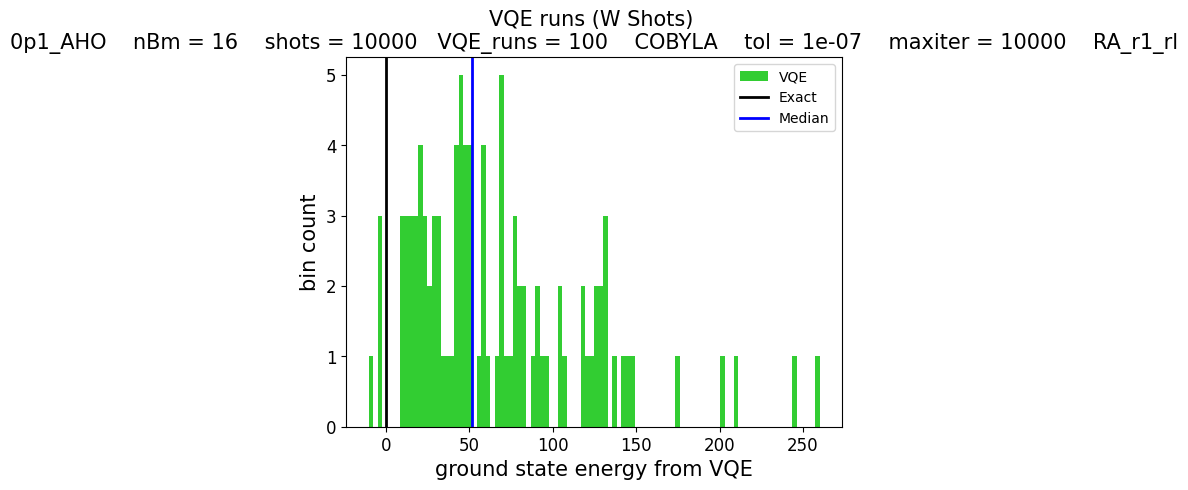 VQE runs (W Shots)
0p1_AHO nBm = 16 shots = 10000 VQE_runs = 100 COBYLA tol = 1e-07 maxiter = 10000 RA_r1_rl
VQE
Exact
Median
bin count
5
4
3
2
1
0
0 50 100 150 200 250
ground state energy from VQE